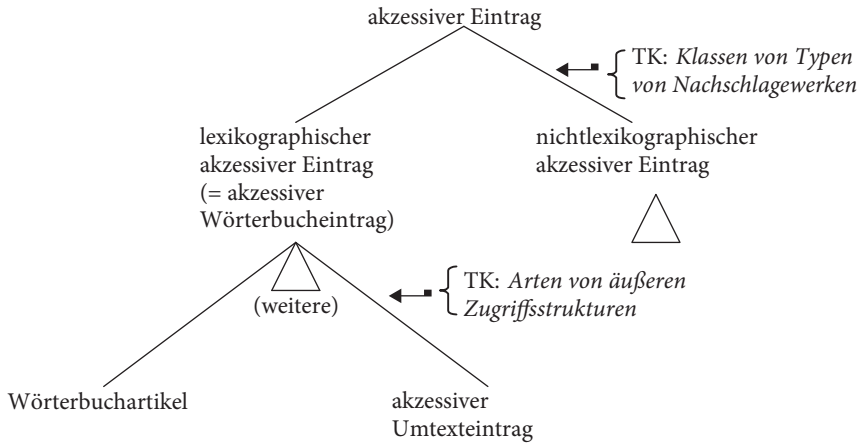 akzessiver Eintrag
TK: Klassen von Typen
von Nachschlagewerken
lexikographischer
akzessiver Eintrag
(= akzessiver
Wörterbucheintrag)
nichtlexikographischer
akzessiver Eintrag
TK: Arten von äußeren
Zugriffsstrukturen
(weitere)
Wörterbuchartikel
akzessiver
Umtexteintrag